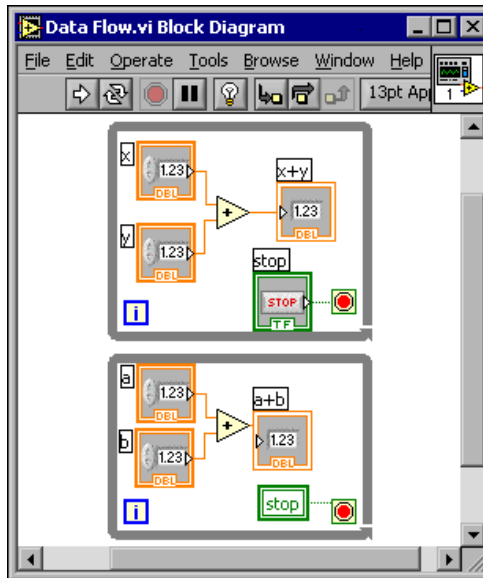 Data Flow.vi Block Diagram
File Edit Operate Tools Browse Window Help
13pt Ap
1
x
1.23
DBL
x+y
1.23
DBL
y
1.23
DBL
stop
STOP
TF
i
a
1.23
DBL
a+b
1.23
DBL
b
1.23
DBL
stop
i